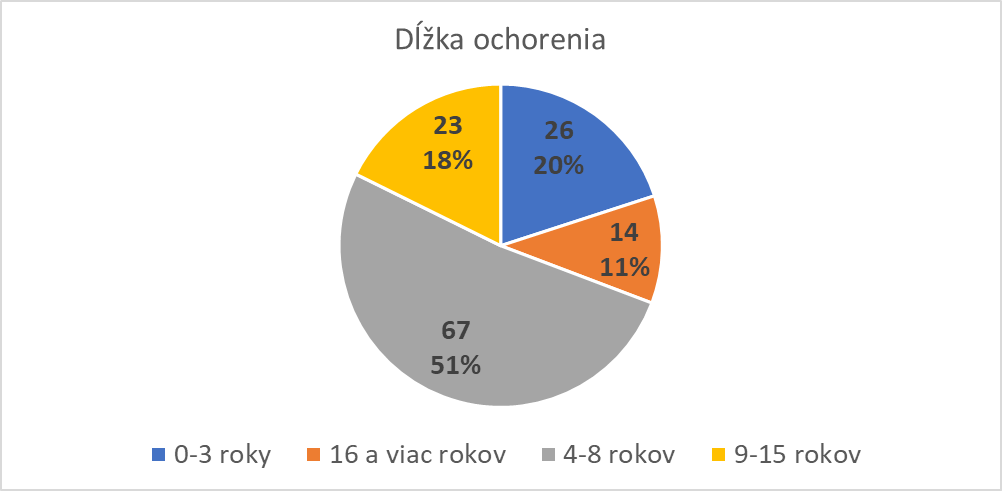 Dĺžka ochorenia
23
18%
26
20%
14
11%
67
51%
0-3 roky
16 a viac rokov
4-8 rokov
9-15 rokov